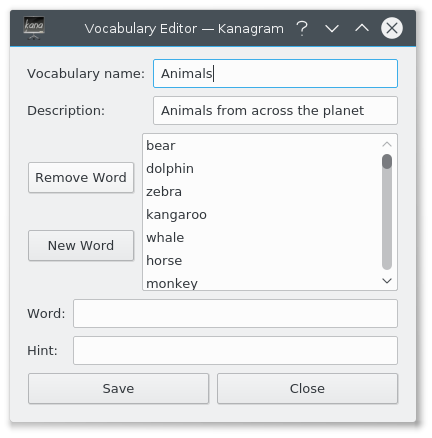 kana
Vocabulary Editor — Kanagram
Vocabulary name: Animals
Description: Animals from across the planet
bear
dolphin
Remove Word
zebra
kangaroo
whale
New Word
horse
monkey
Word:
Hint:
Save Close